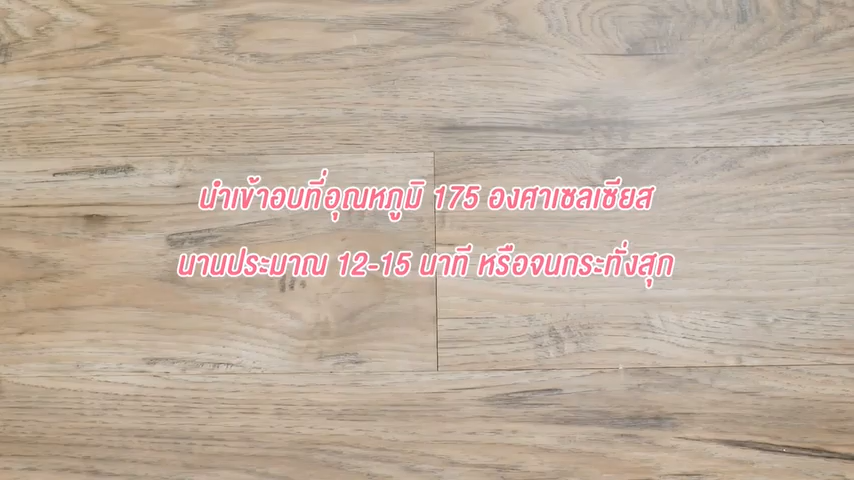 นำเข้าอบที่อุณหภูมิ 175 องศาเซลเซียส
นานประมาณ 12-15 นาที หรือจนกระทั่งสุก